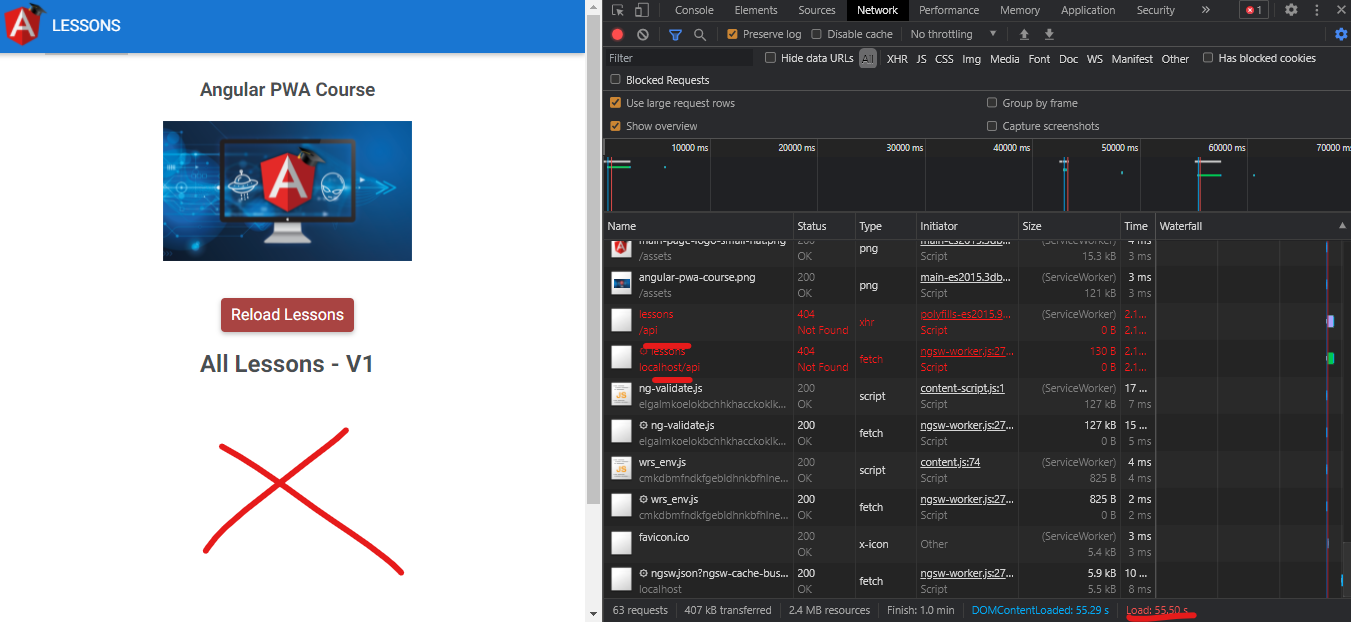 LESSONS
Angular PWA Course
Reload Lessons
All Lessons - V1
Console Elements Sources Network Performance Memory Application Security » 1
Preserve log Disable cache No throttling
Filter Hide data URLs All XHR JS CSS Img Media Font Doc WS Manifest Other Has blocked cookies
Blocked Requests
Use large request rows Group by frame
Show overview Capture screenshots
10000 ms 20000 ms 30000 ms 40000 ms 50000 ms 60000 ms 70000 m
Name Status Type Initiator Size Time Waterfall
main-page-logo-small-hat.png 200 png main-es2015.3db... (ServiceWorker) 4 ms
/assets OK Script 15.3 kB 3 ms
angular-pwa-course.png 200 png main-es2015.3db... (ServiceWorker) 3 ms
/assets OK Script 121 kB 3 ms
lessons 404 xhr polyfills-es2015.9... (ServiceWorker) 2.1...
/api Not Found Script 0 B 2.1...
lessons 404 fetch ngsw-worker.js:27... 130 B 2.1...
localhost/api Not Found Script 0 B 2.1...
ng-validate.js 200 script content-script.js:1 (ServiceWorker) 17 ...
elgalmkoelokbchhkhacckoklk... OK Script 127 kB 7 ms
ng-validate.js 200 fetch ngsw-worker.js:27... 127 kB 15 ...
elgalmkoelokbchhkhacckoklk... OK Script 0 B 5 ms
wrs_env.js 200 script content.js:74 (ServiceWorker) 4 ms
cmkdbmfndkfgebldhnkbfhlne... OK Script 825 B 4 ms
wrs_env.js 200 fetch ngsw-worker.js:27... 825 B 2 ms
cmkdbmfndkfgebldhnkbfhlne... OK Script 0 B 2 ms
favicon.ico 200 x-icon Other (ServiceWorker) 3 ms
OK 5.4 kB 3 ms
ngsw.json?ngsw-cache-bus... 200 fetch ngsw-worker.js:27... 5.9 kB 10 ...
localhost OK Script 5.5 kB 8 ms
63 requests 407 kB transferred 2.4 MB resources Finish: 1.0 min DOMContentLoaded: 55.29 s Load: 55.50 s